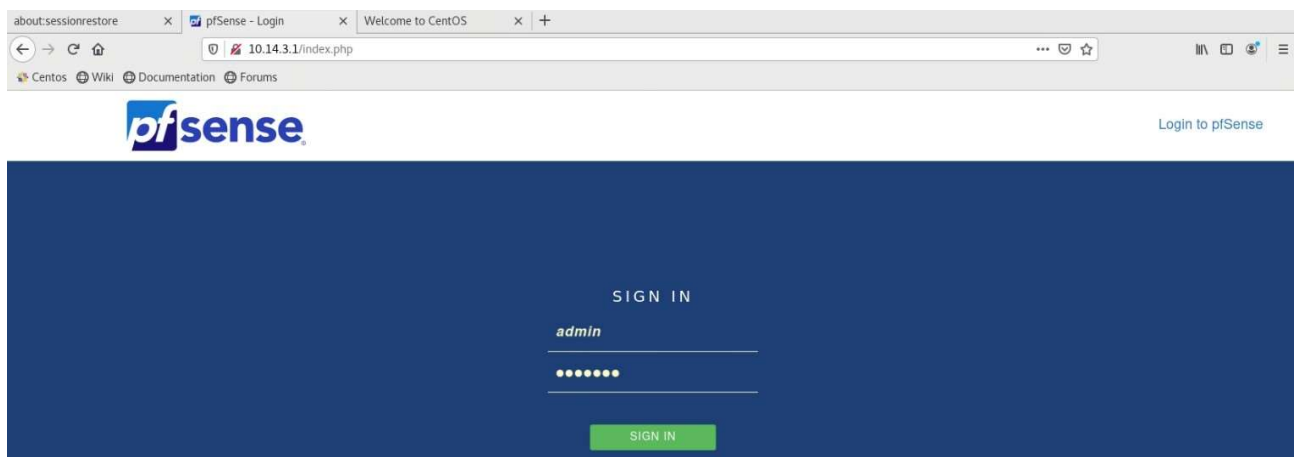 about:sessionrestore
pfSense - Login
Welcome to CentOS
10.14.3.1/index.php
Centos Wiki Documentation Forums
pfsense
Login to pfSense
SIGN IN
admin
•••••••
SIGN IN